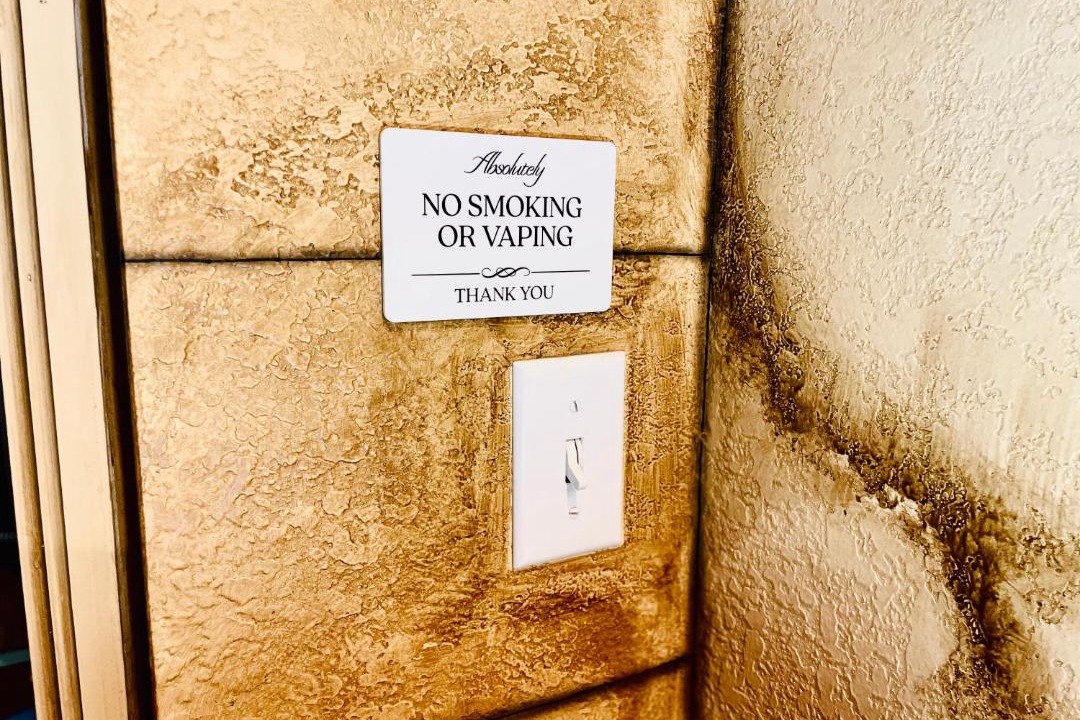 Absolutely
NO SMOKING
OR VAPING
THANK YOU